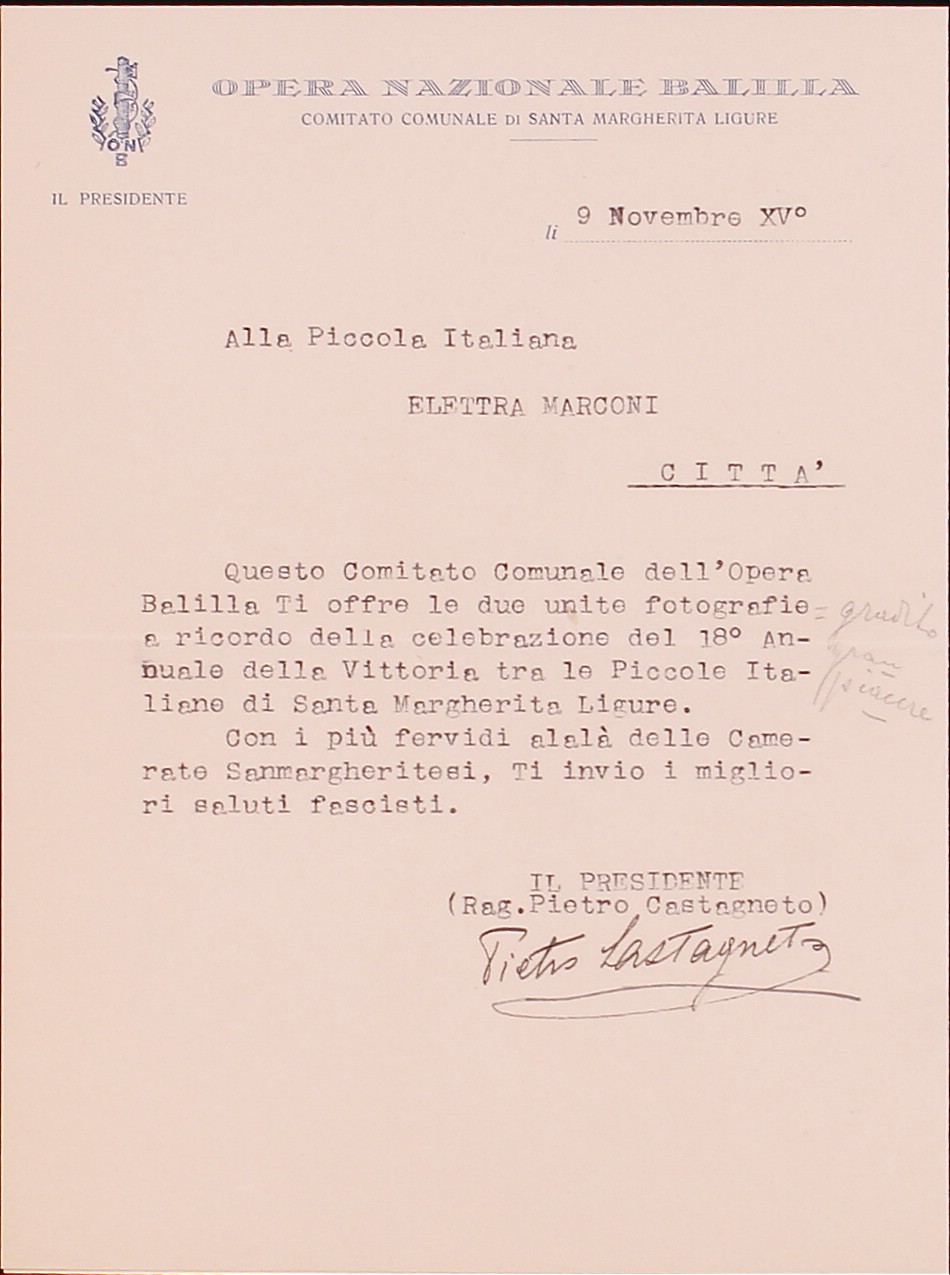 OPERA NAZIONALE BALILLA
COMITATO COMUNALE DI SANTA MARGHERITA LIGURE
ONB
IL PRESIDENTE
li 9 Novembre XV°
Alla Piccola Italiana
ELETTRA MARCONI
CITTA'
Questo Comitato Comunale dell'Opera
Balilla Ti offre le due unite fotografie = gradito
a ricordo della celebrazione del 18° An-
gran
nuale della Vittoria tra le Piccole Ita-
piacere
liane di Santa Margherita Ligure.
Con i più fervidi alalà delle Came-
rate Sanmargheritesi, Ti invio i miglio-
ri saluti fascisti.
IL PRESIDENTE
(Rag.Pietro Castagneto)
Pietro Castagneto